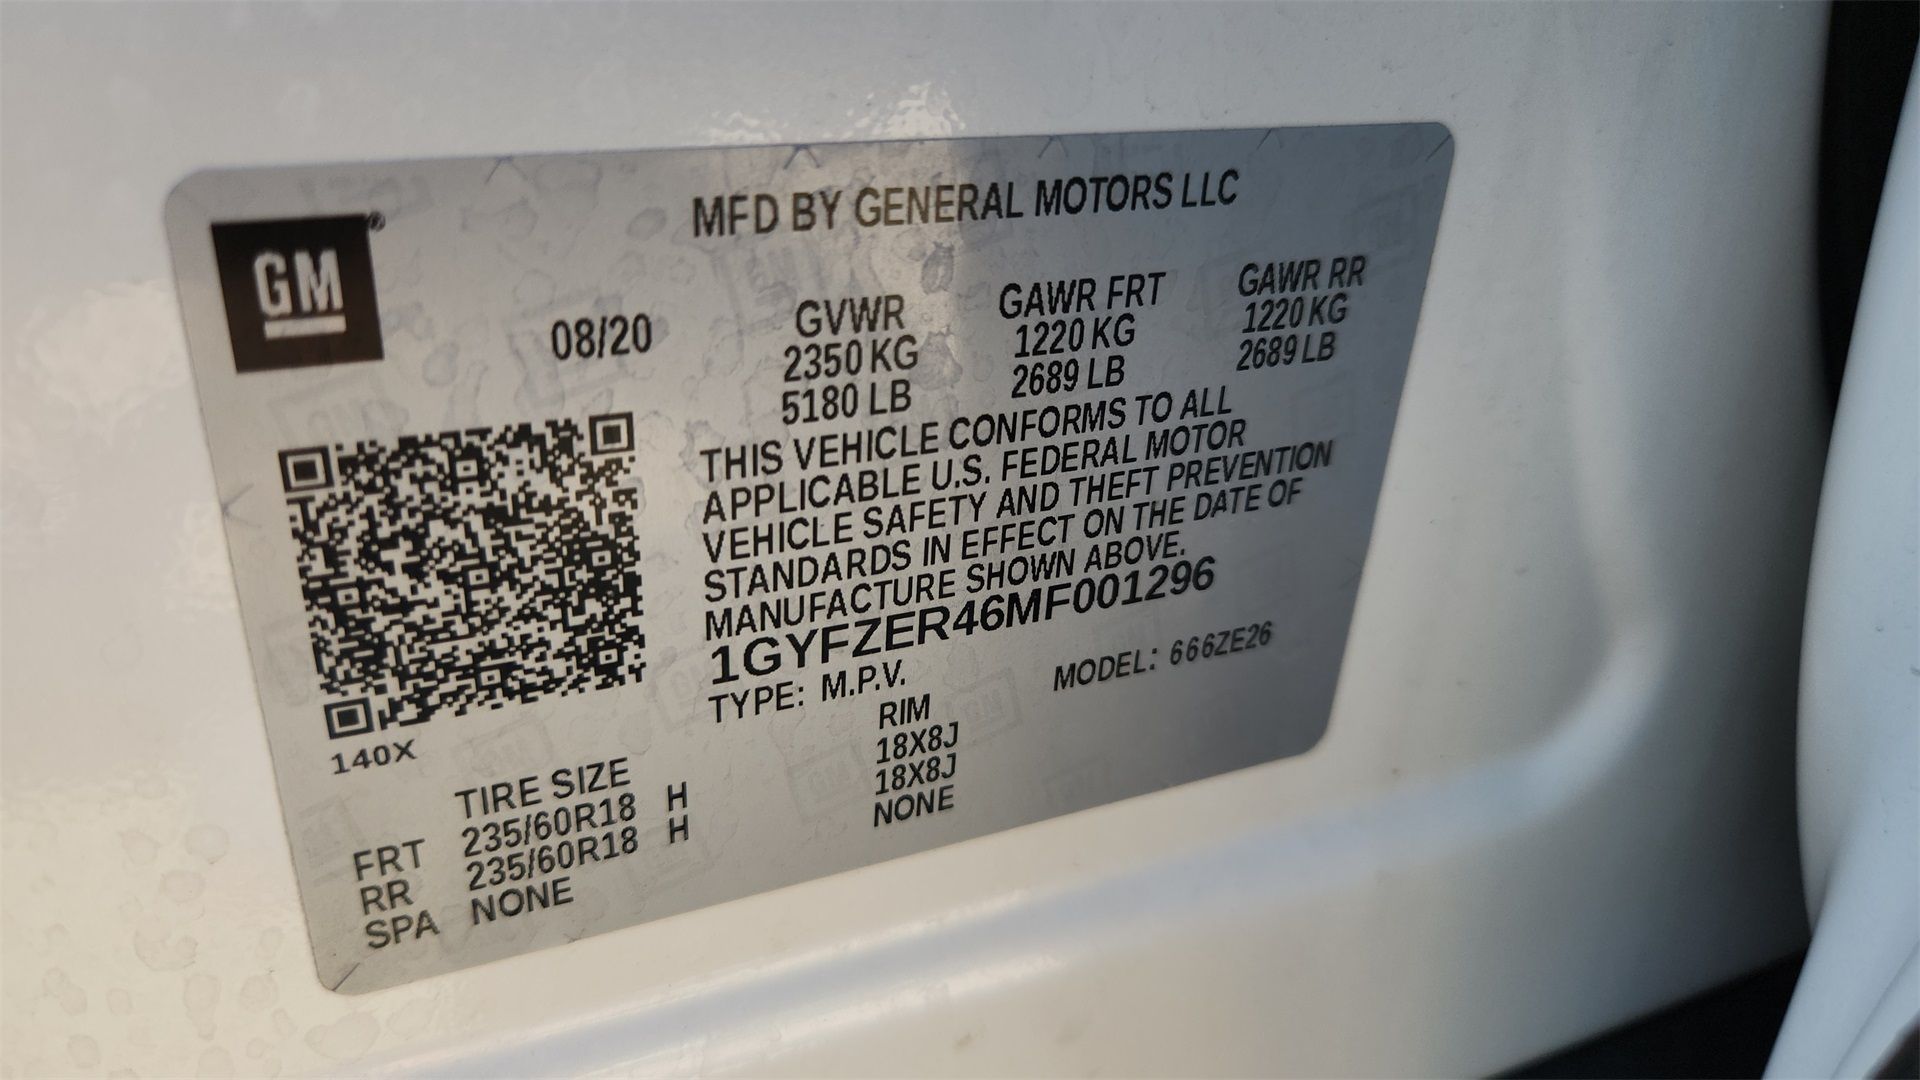 GM®
MFD BY GENERAL MOTORS LLC
08/20
GVWR
2350 KG
5180 LB
GAWR FRT
1220 KG
2689 LB
GAWR RR
1220 KG
2689 LB
THIS VEHICLE CONFORMS TO ALL
APPLICABLE U.S. FEDERAL MOTOR
VEHICLE SAFETY AND THEFT PREVENTION
STANDARDS IN EFFECT ON THE DATE OF
MANUFACTURE SHOWN ABOVE.
1GYFZER46MF001296
TYPE: M.P.V. MODEL: 666ZE26
140X
TIRE SIZE RIM
FRT 235/60R18 H 18X8J
RR 235/60R18 H 18X8J
SPA NONE NONE